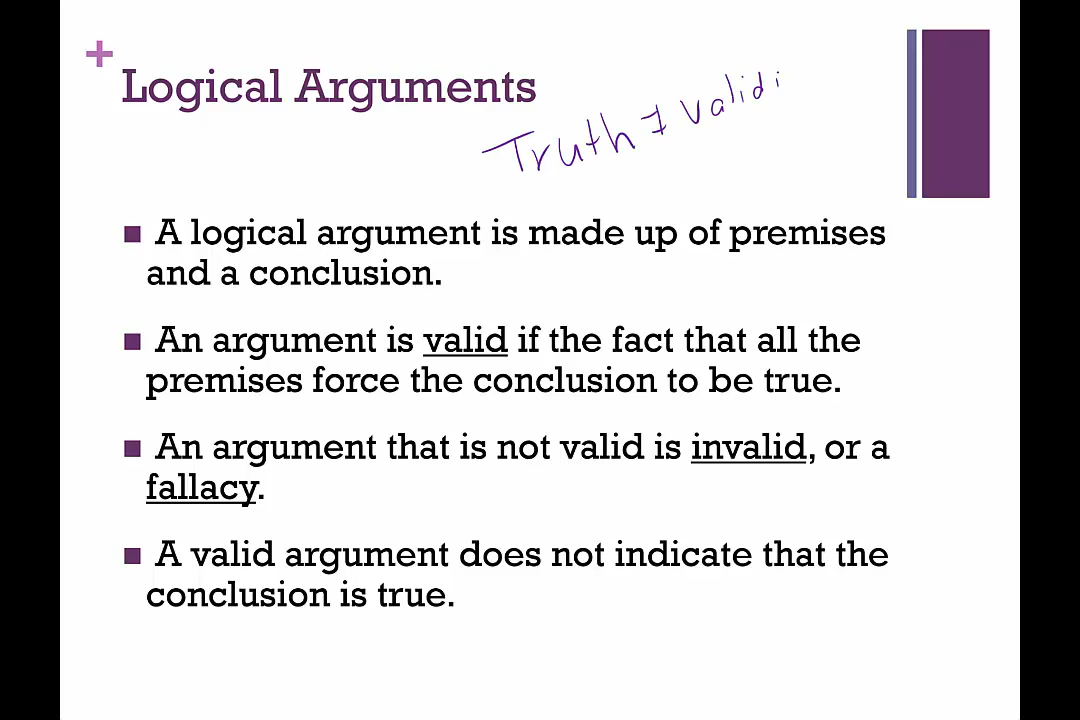 +
Logical Arguments
Truth ≠ validi
■ A logical argument is made up of premises
and a conclusion.
■ An argument is valid if the fact that all the
premises force the conclusion to be true.
■ An argument that is not valid is invalid, or a
fallacy.
■ A valid argument does not indicate that the
conclusion is true.